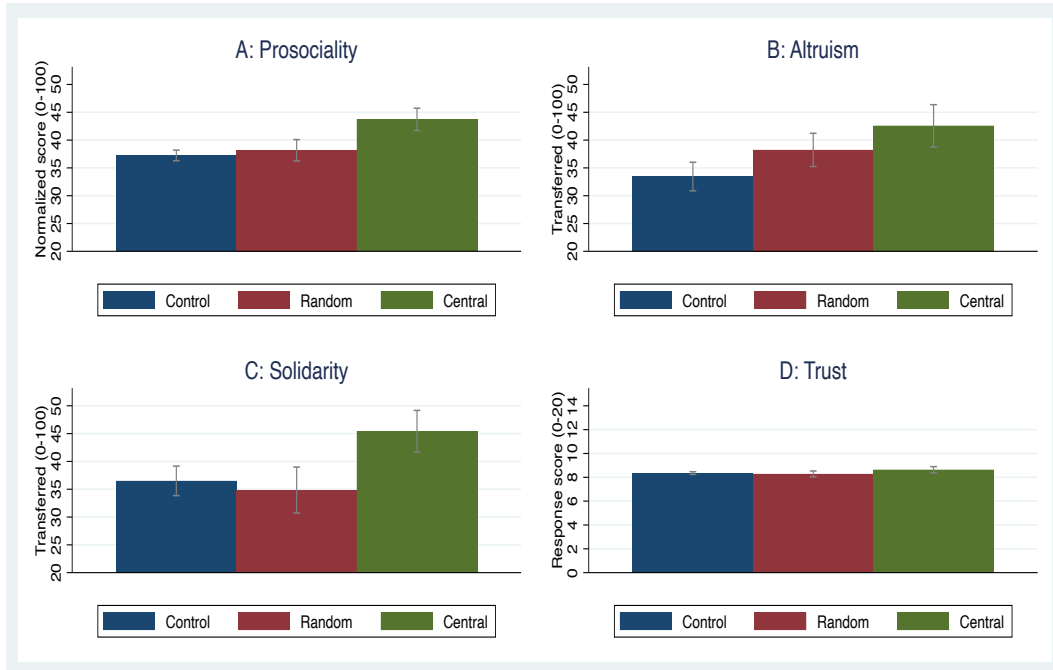 A: Prosociality
Normalized score (0-100)
20 25 30 35 40 45 50
Control Random Central
B: Altruism
Transferred (0-100)
20 25 30 35 40 45 50
Control Random Central
C: Solidarity
Transferred (0-100)
20 25 30 35 40 45 50
Control Random Central
D: Trust
Response score (0-20)
0 2 4 6 8 10 12 14
Control Random Central